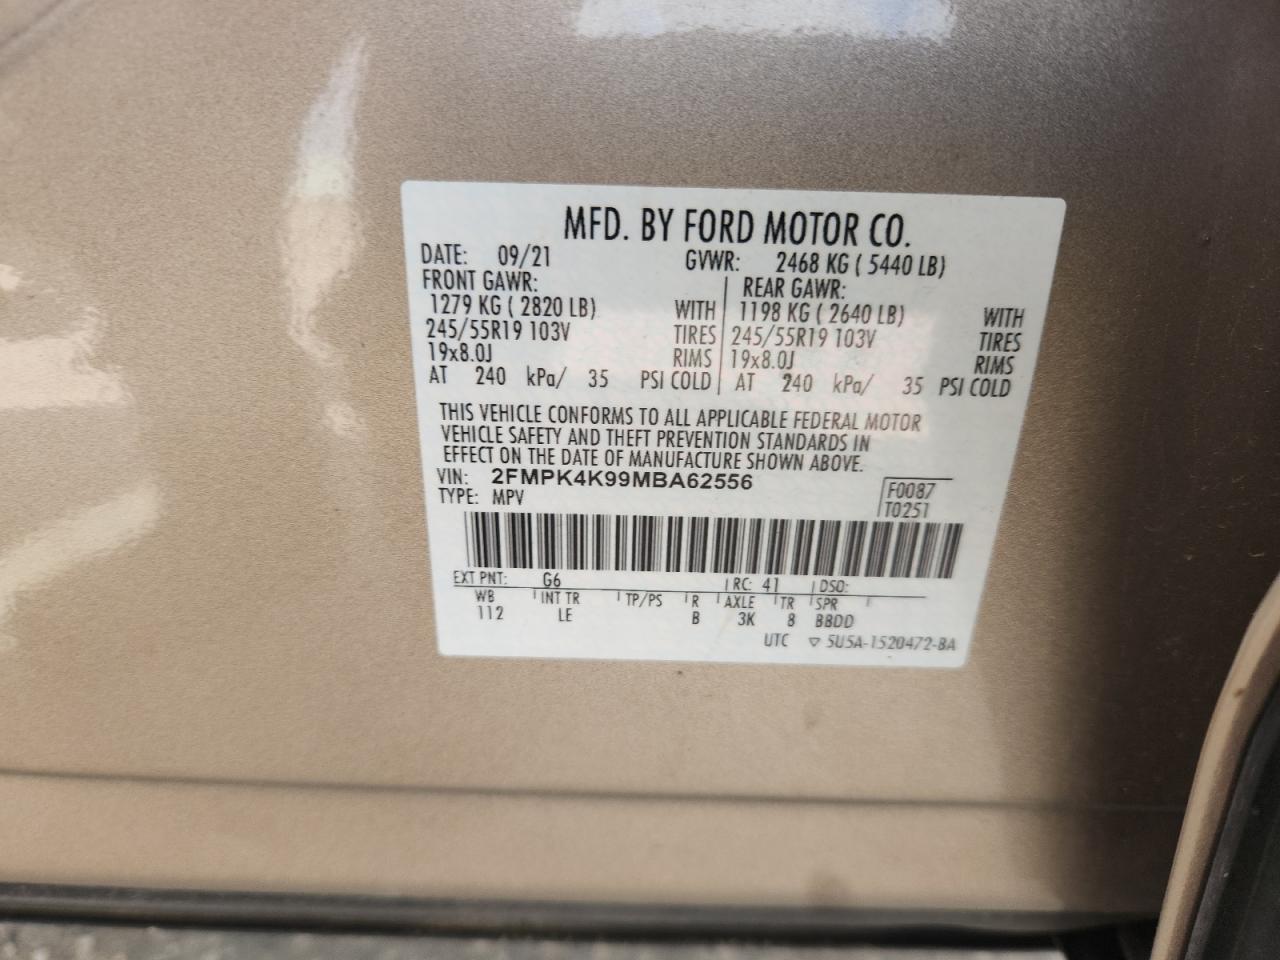 MFD. BY FORD MOTOR CO.
DATE: 09/21 GVWR: 2468 KG ( 5440 LB)
FRONT GAWR: REAR GAWR:
1279 KG ( 2820 LB) WITH 1198 KG ( 2640 LB) WITH
245/55R19 103V TIRES 245/55R19 103V TIRES
19x8.0J RIMS 19x8.0J RIMS
AT 240 kPa/ 35 PSI COLD AT 240 kPa/ 35 PSI COLD
THIS VEHICLE CONFORMS TO ALL APPLICABLE FEDERAL MOTOR
VEHICLE SAFETY AND THEFT PREVENTION STANDARDS IN
EFFECT ON THE DATE OF MANUFACTURE SHOWN ABOVE.
VIN: 2FMPK4K99MBA62556 F0087
TYPE: MPV T0251
EXT PNT: G6 RC: 41 DSO:
WB INT TR TP/PS R AXLE TR SPR
112 LE B 3K 8 BBDD
UTC ▽ 5U5A-1520472-BA